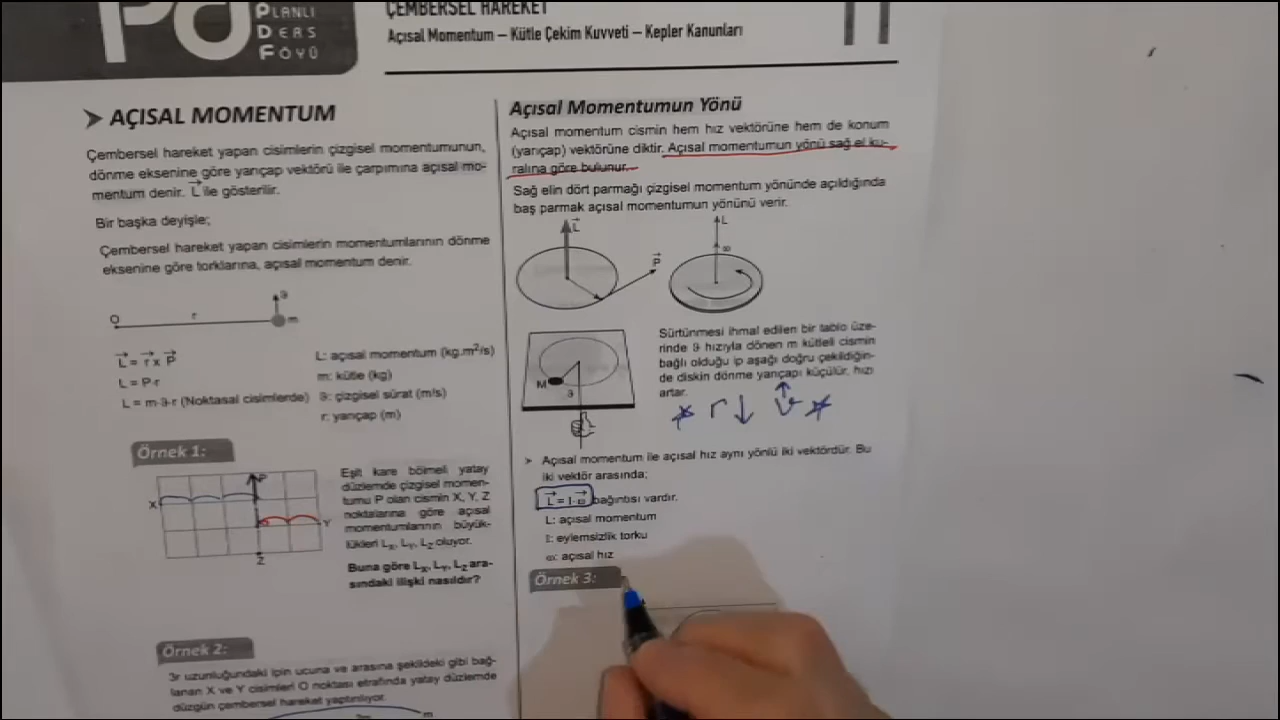 PLANLI
DERS
FÖYÜ
ÇEMBERSEL HAREKET
Açısal Momentum – Kütle Çekim Kuvveti – Kepler Kanunları
11
➤ AÇISAL MOMENTUM
Çembersel hareket yapan cisimlerin çizgisel momentumunun,
dönme eksenine göre yarıçap vektörü ile çarpımına açısal mo-
mentum denir. L ile gösterilir.
Bir başka deyişle;
Çembersel hareket yapan cisimlerin momentumlarının dönme
eksenine göre torklarına, açısal momentum denir.
O r ϑ m
L = r x P
L = P·r
L = m·ϑ·r (Noktasal cisimlerde)
L: açısal momentum (kg.m²/s)
m: kütle (kg)
ϑ: çizgisel sürat (m/s)
r: yarıçap (m)
Örnek 1:
P
X
Y
Z
Eşit kare bölmeli yatay
düzlemde çizgisel momen-
tumu P olan cismin X, Y, Z
noktalarına göre açısal
momentumlarının büyük-
lükleri Lx, LY, LZ oluyor.
Buna göre Lx, LY, LZ ara-
sındaki ilişki nasıldır?
Örnek 2:
3r uzunluğundaki ipin ucuna ve arasına şekildeki gibi bağ-
lanan X ve Y cisimleri O noktası etrafında yatay düzlemde
düzgün çembersel hareket yaptırılıyor.
m
Açısal Momentumun Yönü
Açısal momentum cismin hem hız vektörüne hem de konum
(yarıçap) vektörüne diktir. Açısal momentumun yönü sağ el ku-
ralına göre bulunur.
Sağ elin dört parmağı çizgisel momentum yönünde açıldığında
baş parmak açısal momentumun yönünü verir.
L
P
L
ω
M
ϑ
Sürtünmesi ihmal edilen bir tablo üze-
rinde ϑ hızıyla dönen m kütleli cismin
bağlı olduğu ip aşağı doğru çekildiğin-
de diskin dönme yarıçapı küçülür, hızı
artar.
* r ↓ v ↑ *
➤ Açısal momentum ile açısal hız aynı yönlü iki vektördür. Bu
iki vektör arasında;
L = I·ω bağıntısı vardır.
L: açısal momentum
I: eylemsizlik torku
ω: açısal hız
Örnek 3: